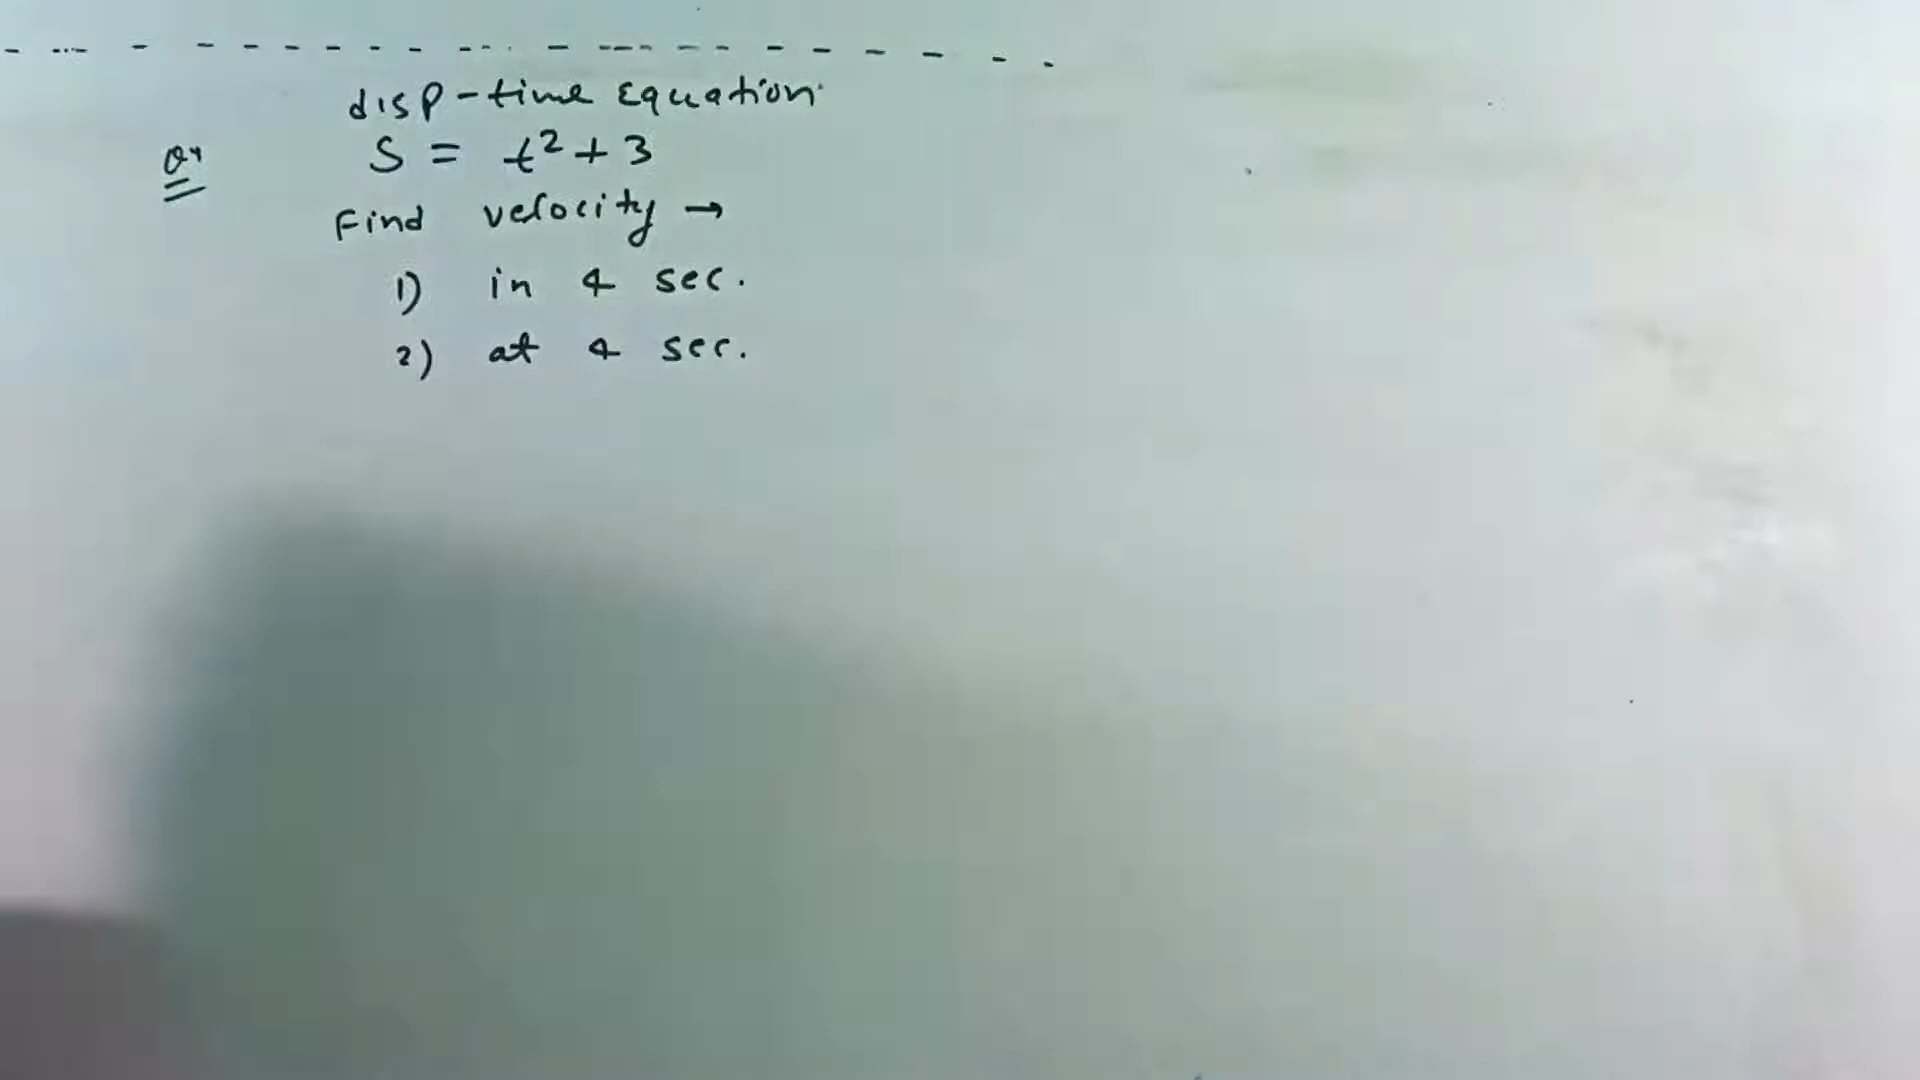 disp-time Equation
S = t² + 3
Find velocity →
1) in 4 sec.
2) at 4 sec.